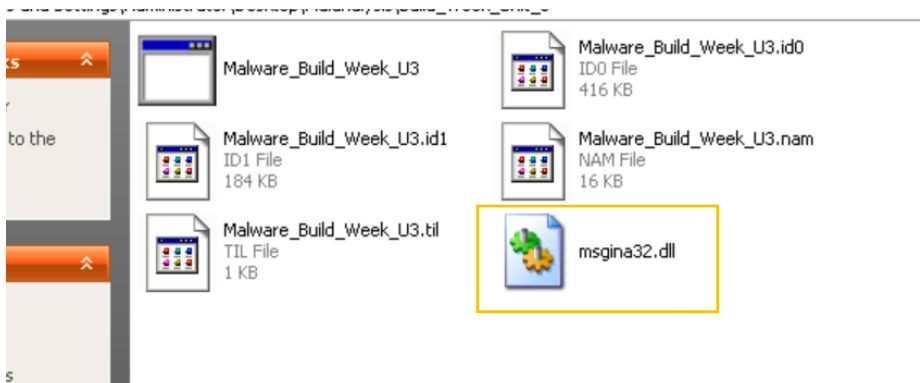 Malware_Build_Week_U3
Malware_Build_Week_U3.id0
ID0 File
416 KB
to the
Malware_Build_Week_U3.id1
ID1 File
184 KB
Malware_Build_Week_U3.nam
NAM File
16 KB
Malware_Build_Week_U3.til
TIL File
1 KB
msgina32.dll